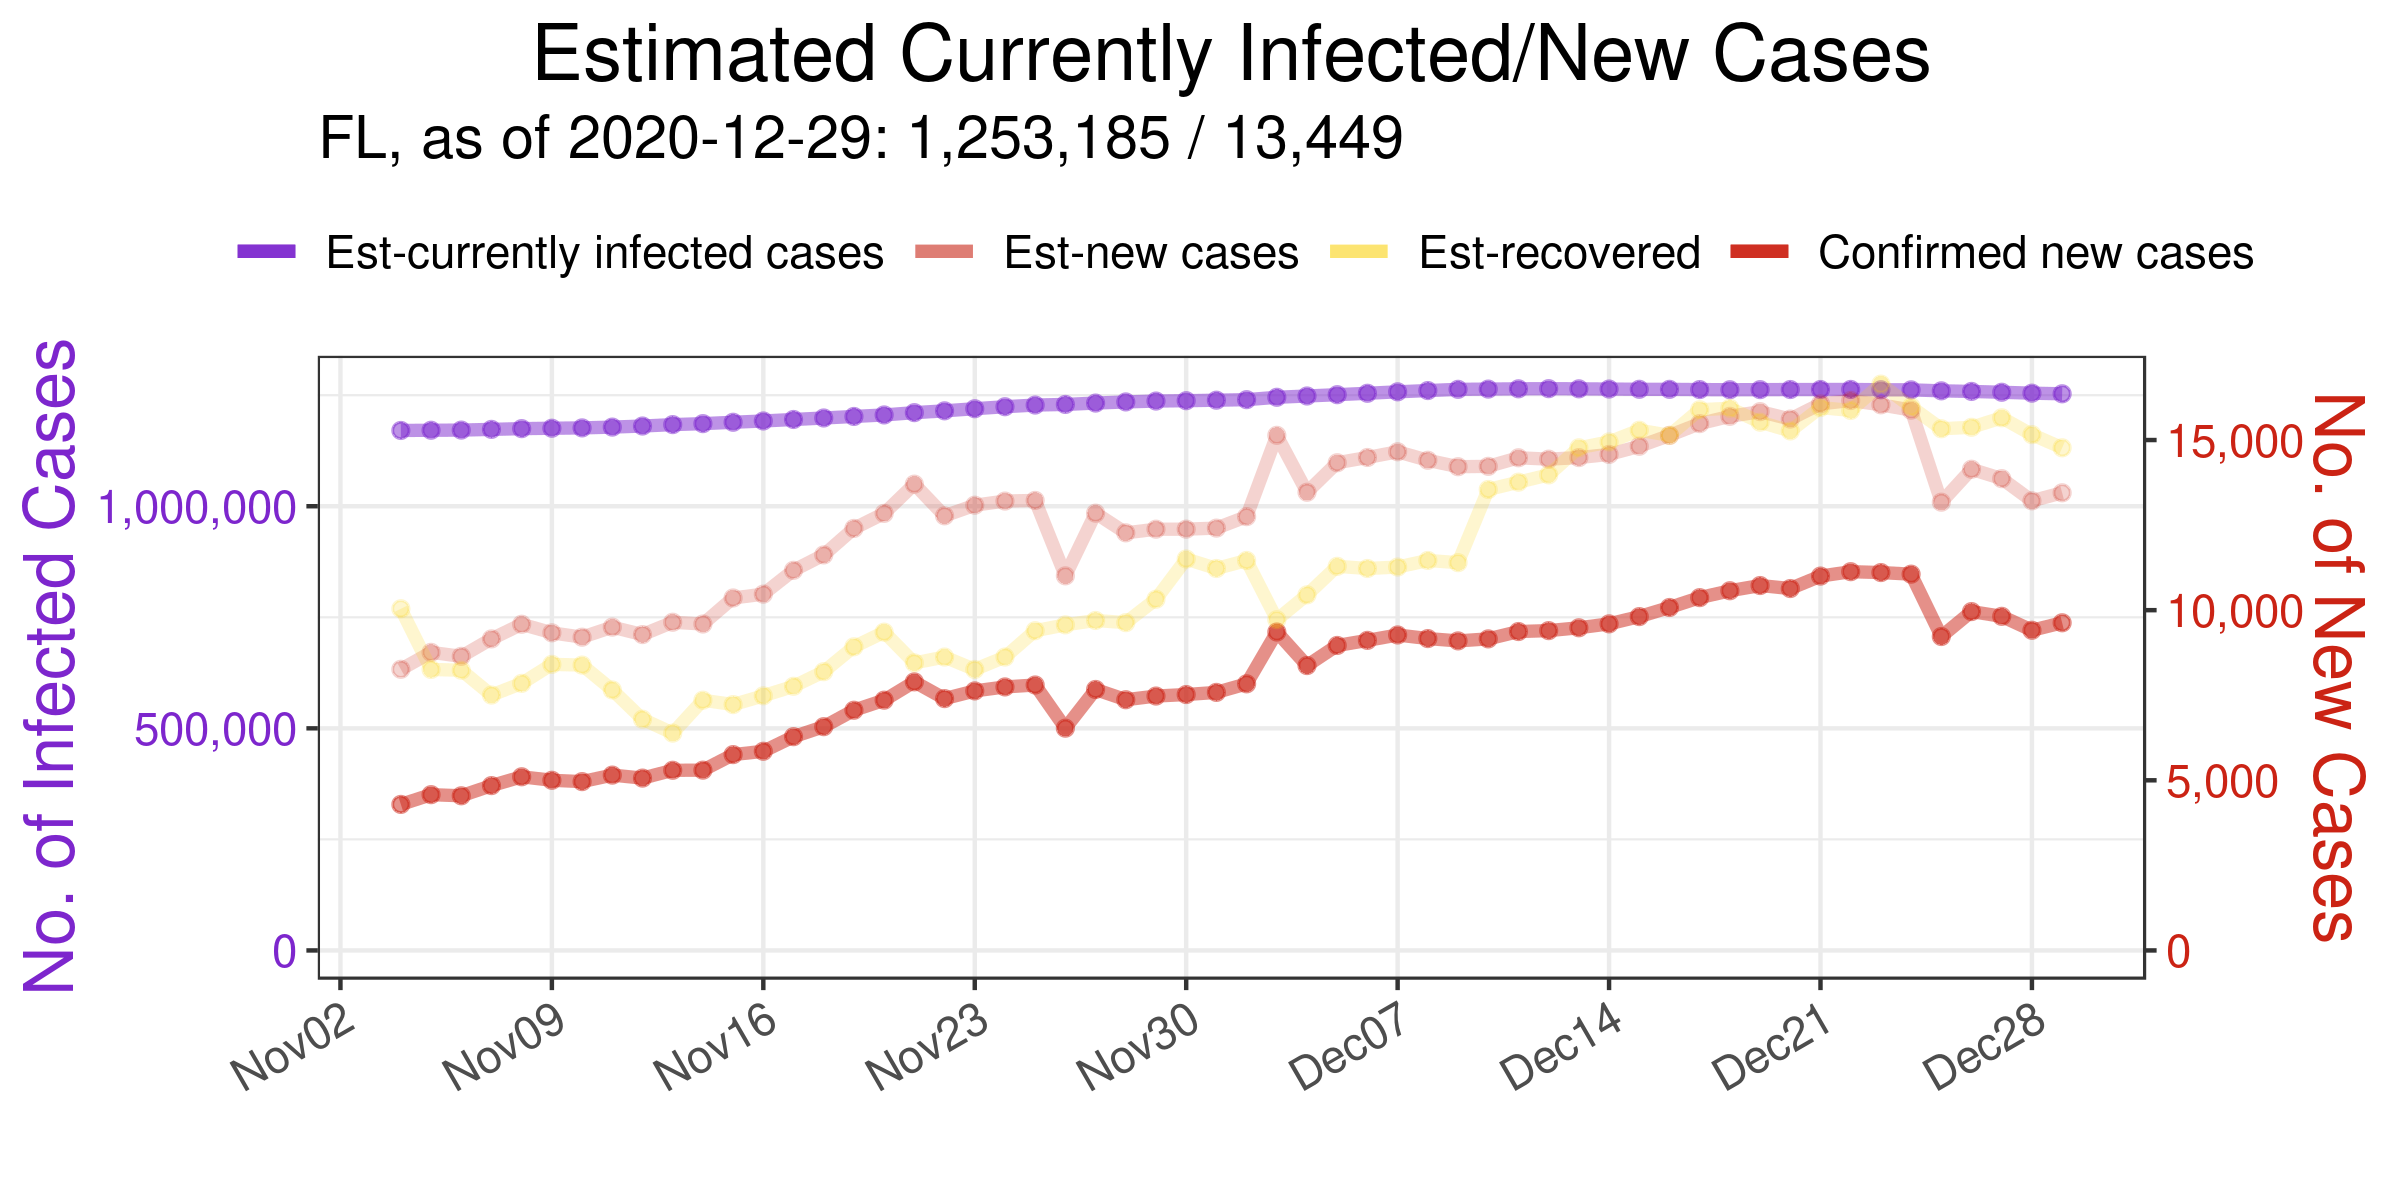 Estimated Currently Infected/New Cases
FL, as of 2020-12-29: 1,253,185 / 13,449
Est-currently infected cases Est-new cases Est-recovered Confirmed new cases
No. of Infected Cases
1,000,000
500,000
0
15,000
10,000
5,000
0
No. of New Cases
Nov02 Nov09 Nov16 Nov23 Nov30 Dec07 Dec14 Dec21 Dec28